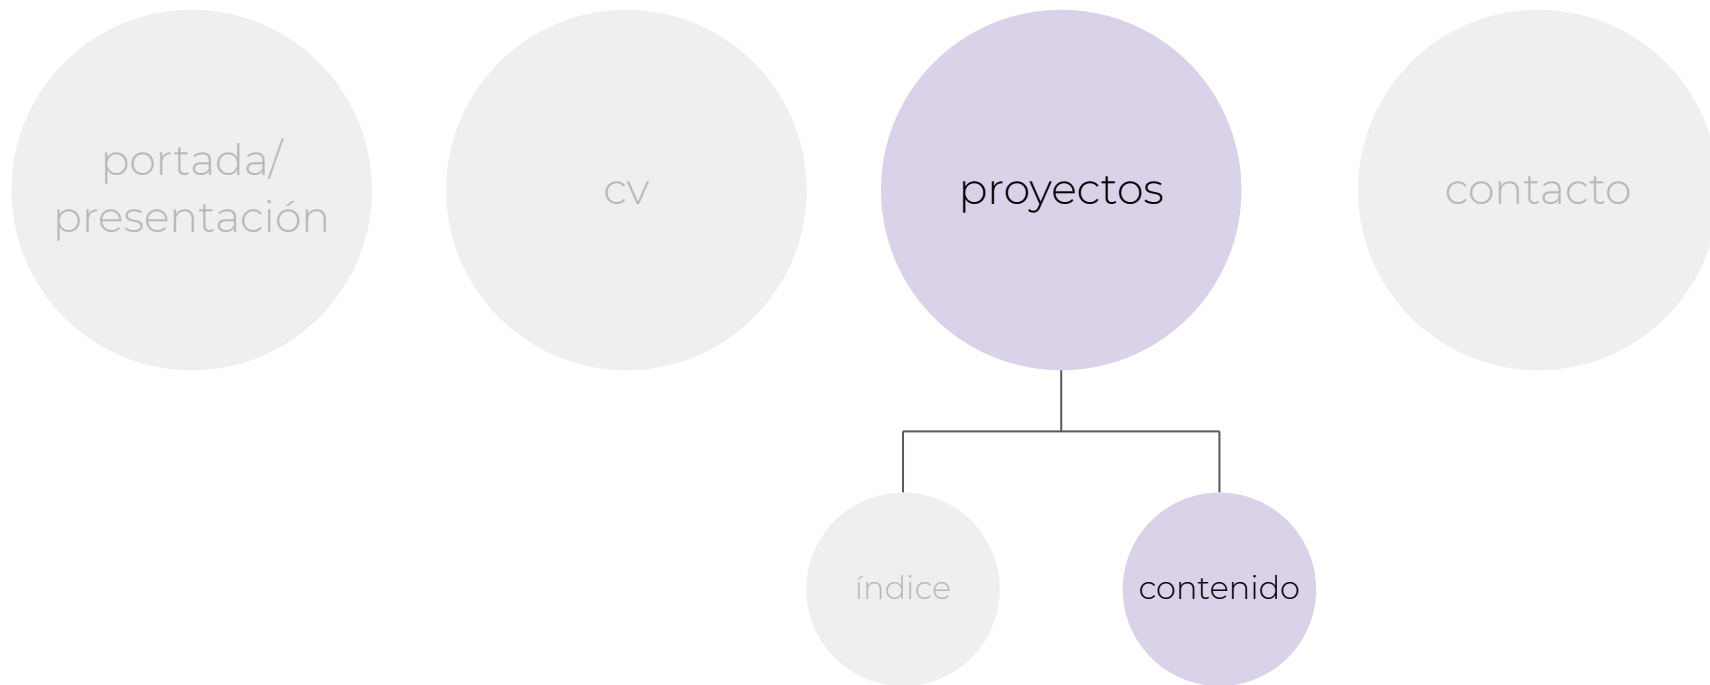 portada/
presentación
cv
proyectos
contacto
índice
contenido